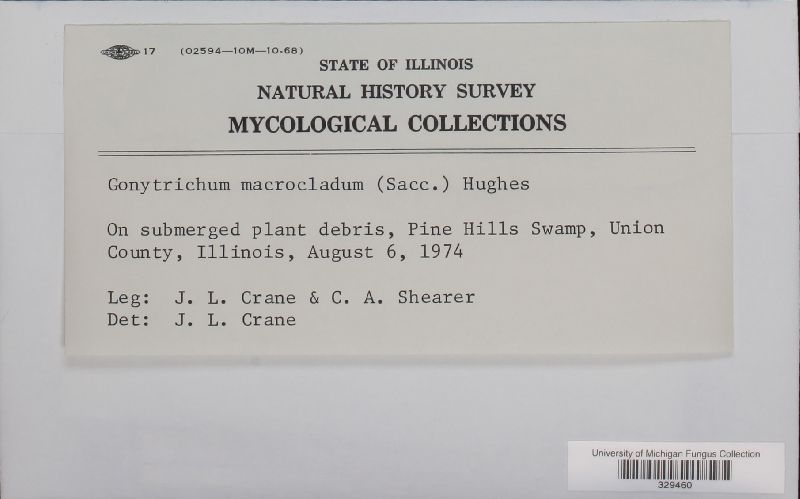 17 (02594—10M—10-68)
STATE OF ILLINOIS
NATURAL HISTORY SURVEY
MYCOLOGICAL COLLECTIONS
Gonytrichum macrocladum (Sacc.) Hughes
On submerged plant debris, Pine Hills Swamp, Union
County, Illinois, August 6, 1974
Leg: J. L. Crane & C. A. Shearer
Det: J. L. Crane
University of Michigan Fungus Collection
329460